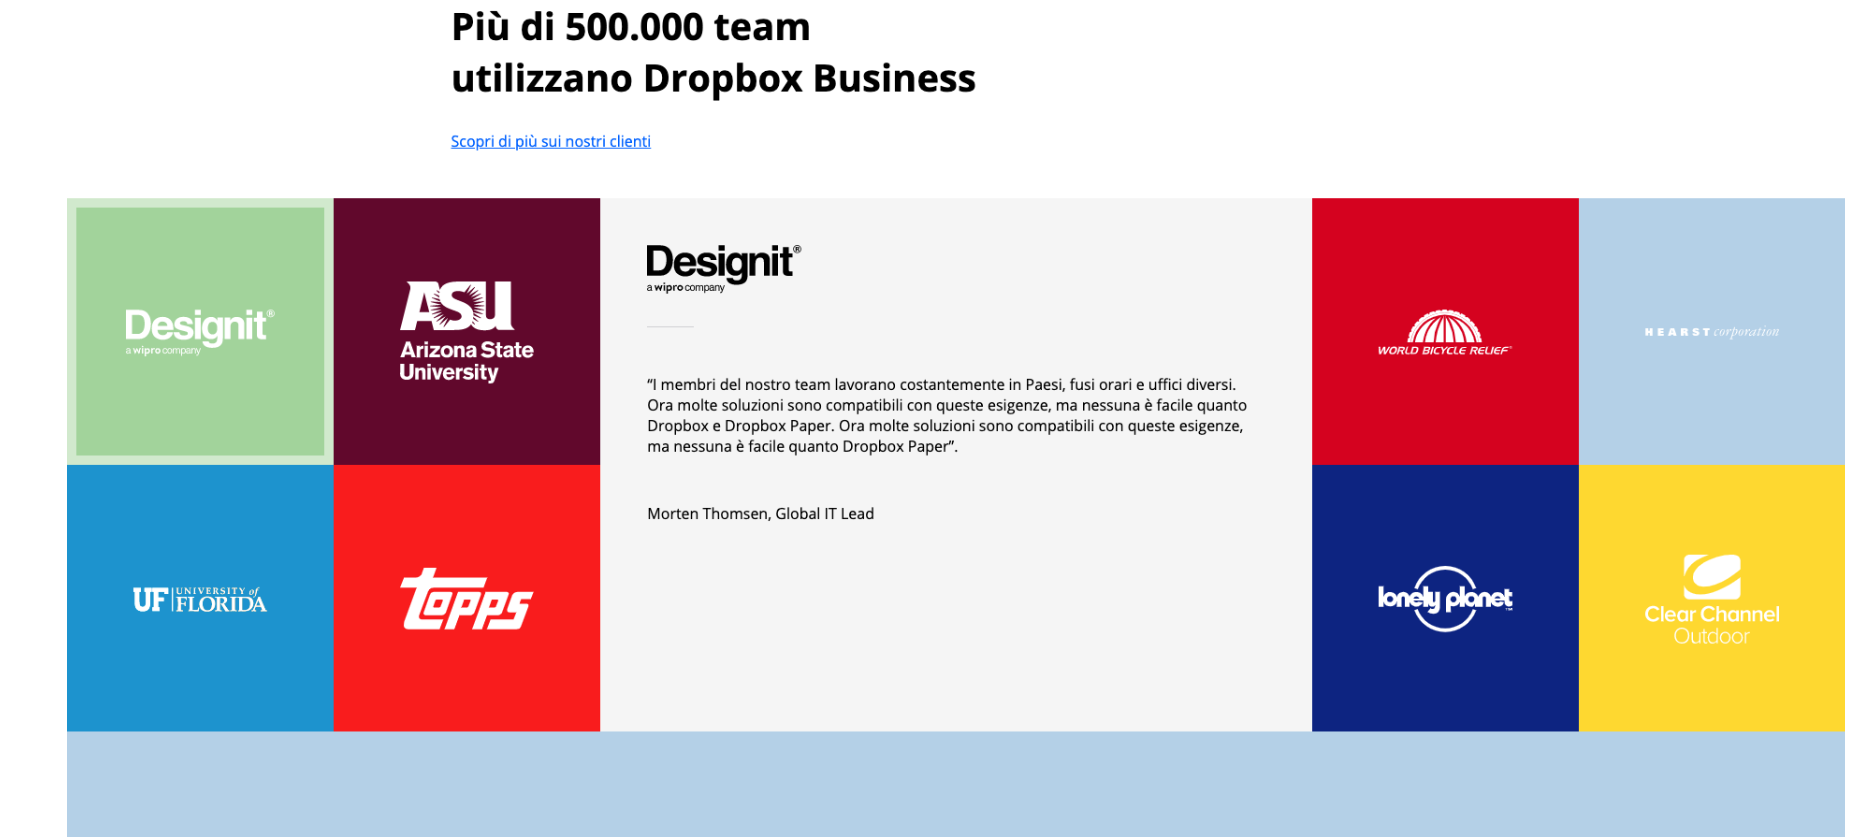 Più di 500.000 team
utilizzano Dropbox Business
Scopri di più sui nostri clienti
Designit®
a wipro company
ASU
Arizona State
University
Designit®
a wipro company
“I membri del nostro team lavorano costantemente in Paesi, fusi orari e uffici diversi.
Ora molte soluzioni sono compatibili con queste esigenze, ma nessuna è facile quanto
Dropbox e Dropbox Paper. Ora molte soluzioni sono compatibili con queste esigenze,
ma nessuna è facile quanto Dropbox Paper”.
Morten Thomsen, Global IT Lead
WORLD BICYCLE RELIEF
HEARST corporation
UF UNIVERSITY of
FLORIDA
Topps
lonely planet
Clear Channel
Outdoor